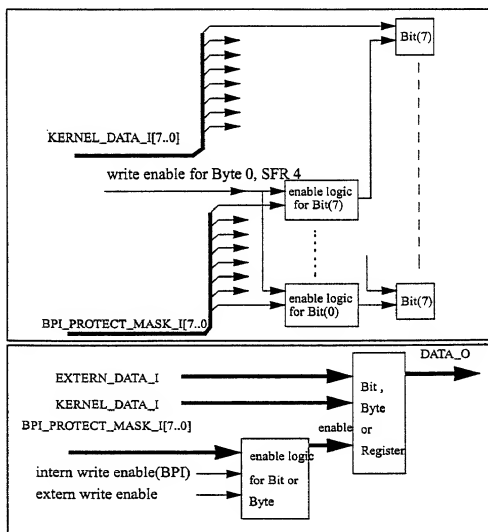 Bit(7)
KERNEL_DATA_I[7..0]
write enable for Byte 0, SFR 4
enable logic
for Bit(7)
enable logic
for Bit(0)
Bit(7)
BPI_PROTECT_MASK_I[7..0]
DATA_O
EXTERN_DATA_I
KERNEL_DATA_I
BPI_PROTECT_MASK_I[7..0]
enable
Bit ,
Byte
or
Register
intern write enable(BPI)
extern write enable
enable logic
for Bit or
Byte